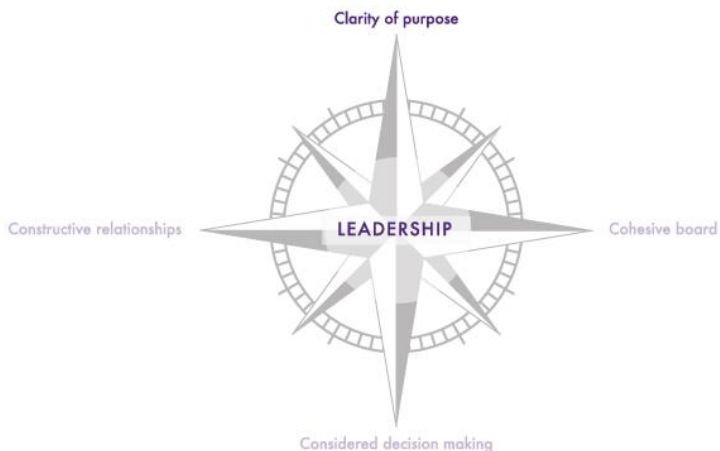 Clarity of purpose
Constructive relationships
LEADERSHIP
Cohesive board
Considered decision making